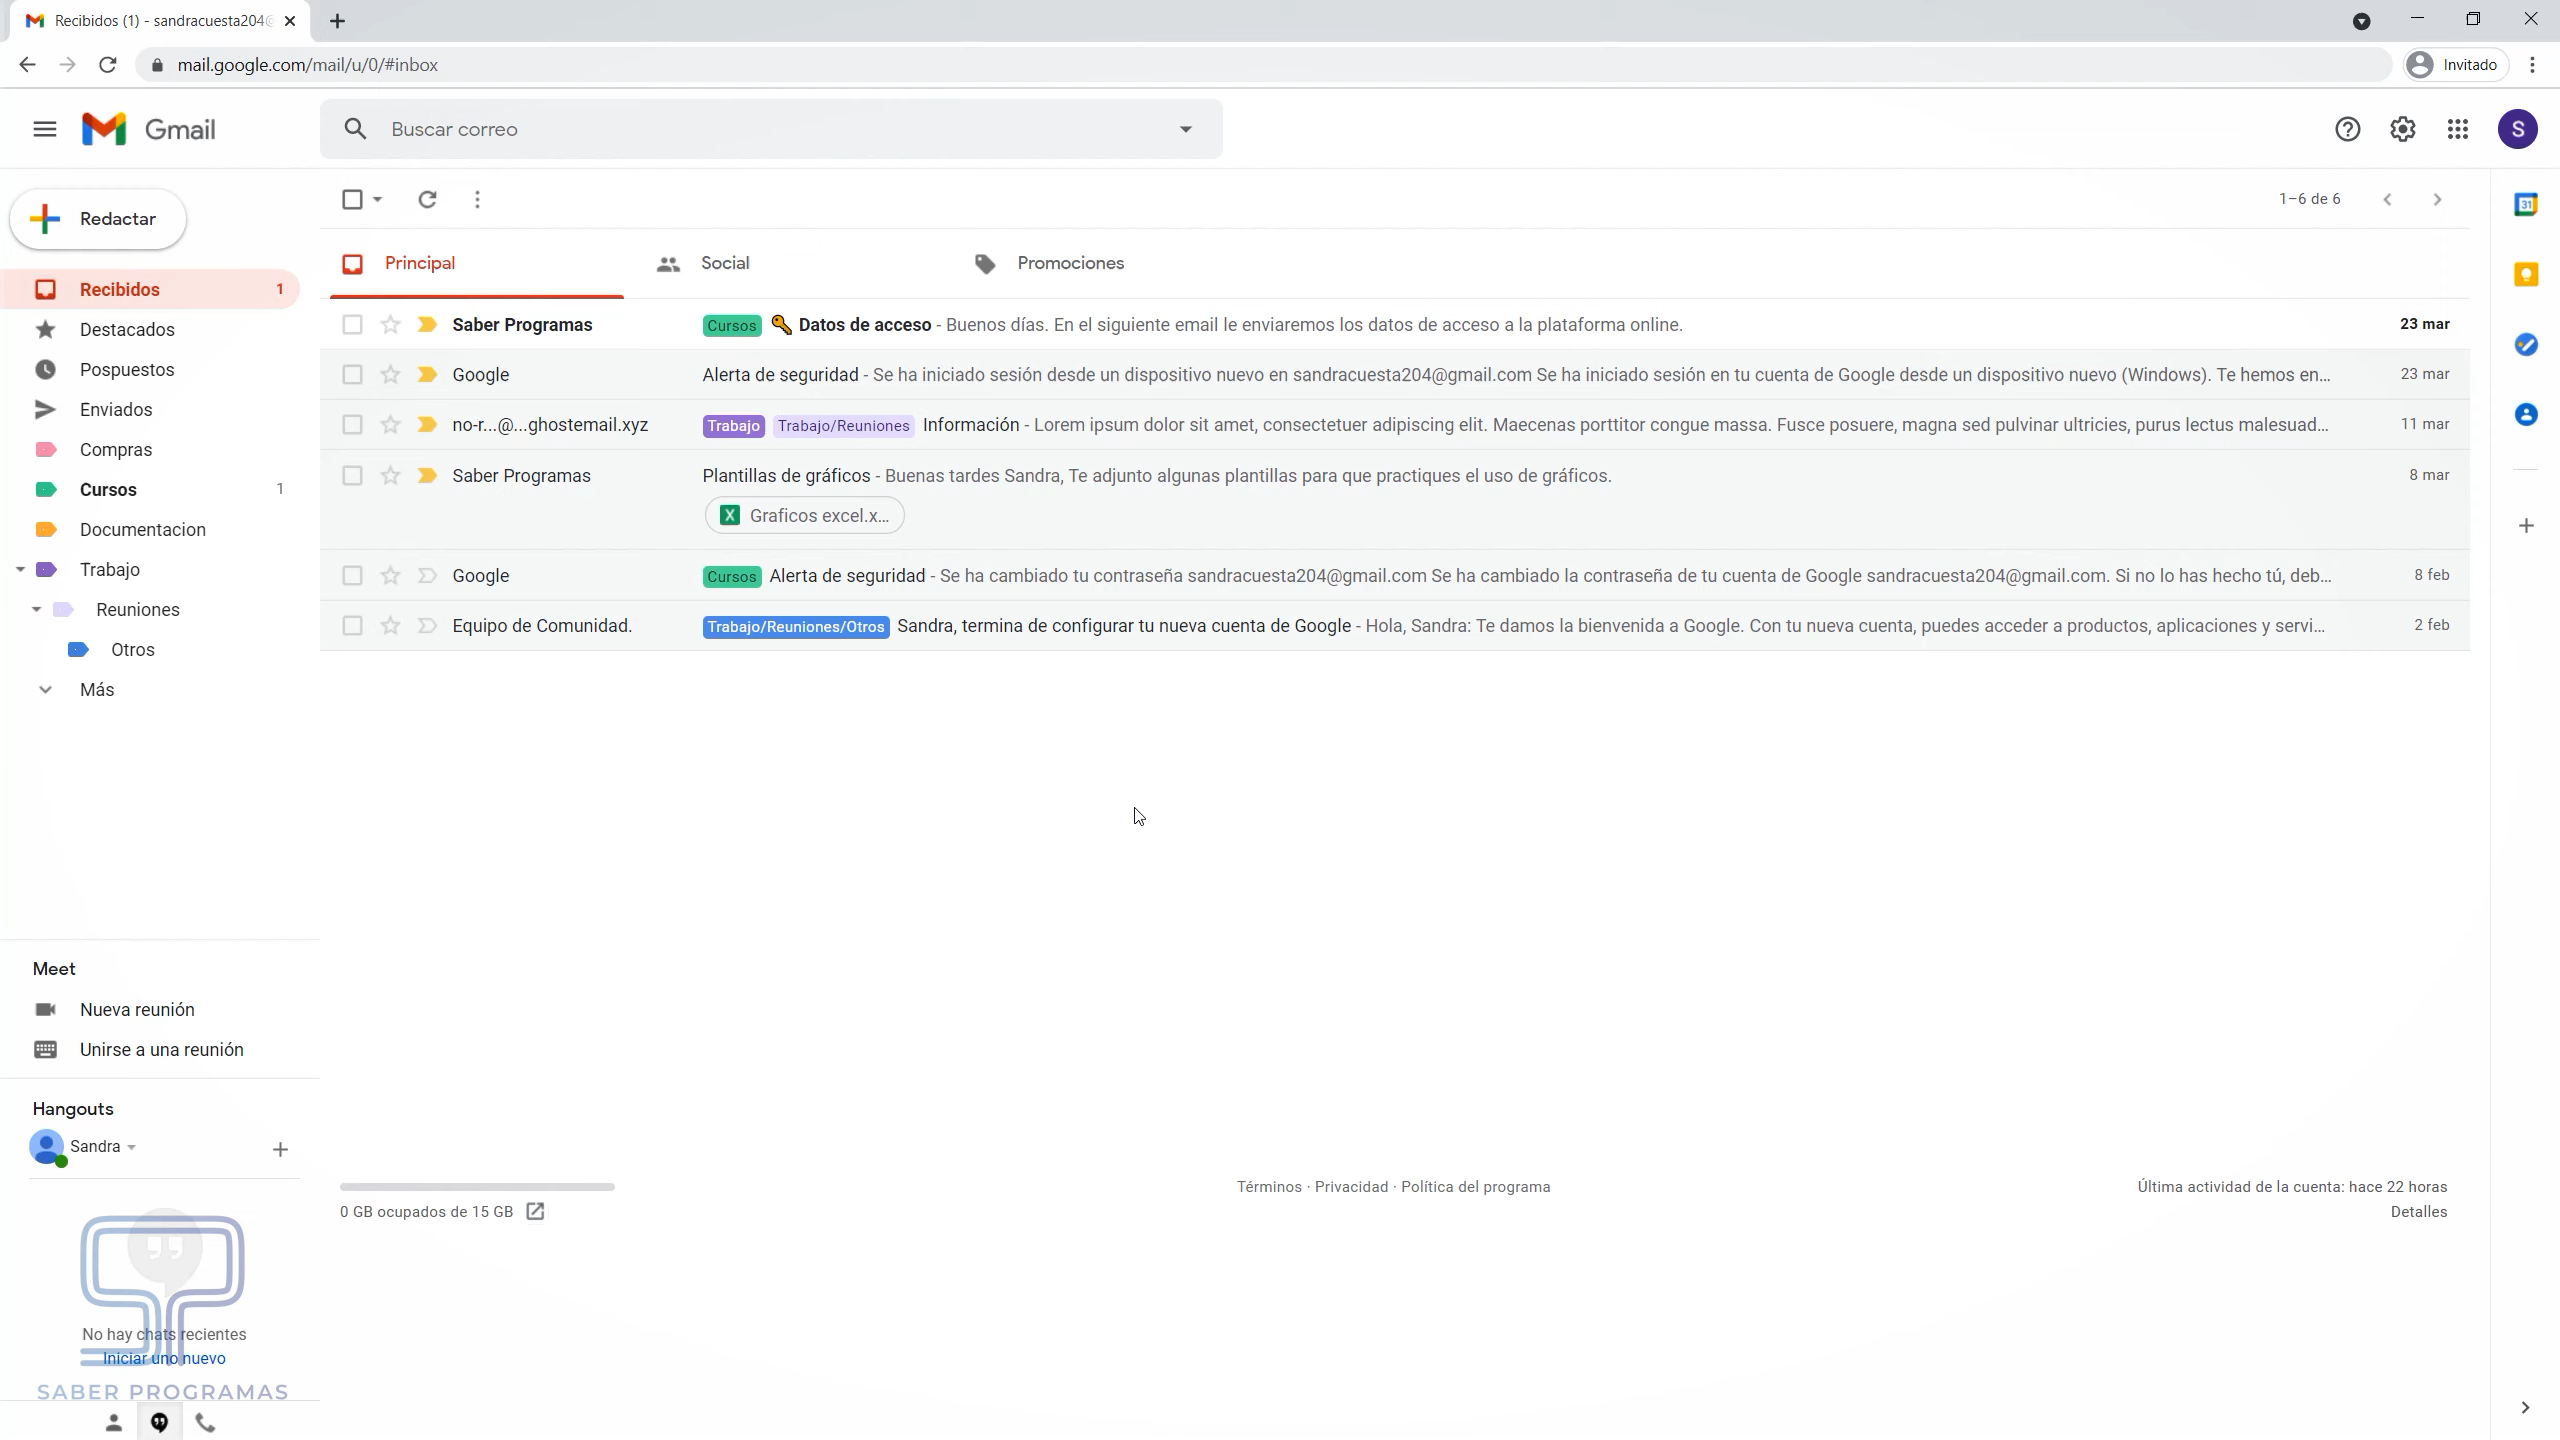 Recibidos (1) - sandracuesta204@
mail.google.com/mail/u/0/#inbox
Invitado
Gmail
Buscar correo
S
Redactar
1–6 de 6
31
Principal
Social
Promociones
Recibidos 1
Destacados
Pospuestos
Enviados
Compras
Cursos 1
Documentacion
Trabajo
Reuniones
Otros
Más
Saber Programas Cursos Datos de acceso - Buenos días. En el siguiente email le enviaremos los datos de acceso a la plataforma online. 23 mar
Google Alerta de seguridad - Se ha iniciado sesión desde un dispositivo nuevo en sandracuesta204@gmail.com Se ha iniciado sesión en tu cuenta de Google desde un dispositivo nuevo (Windows). Te hemos en... 23 mar
no-r...@...ghostemail.xyz Trabajo Trabajo/Reuniones Información - Lorem ipsum dolor sit amet, consectetuer adipiscing elit. Maecenas porttitor congue massa. Fusce posuere, magna sed pulvinar ultricies, purus lectus malesuad... 11 mar
Saber Programas Plantillas de gráficos - Buenas tardes Sandra, Te adjunto algunas plantillas para que practiques el uso de gráficos. 8 mar
X Graficos excel.x...
Google Cursos Alerta de seguridad - Se ha cambiado tu contraseña sandracuesta204@gmail.com Se ha cambiado la contraseña de tu cuenta de Google sandracuesta204@gmail.com. Si no lo has hecho tú, deb... 8 feb
Equipo de Comunidad. Trabajo/Reuniones/Otros Sandra, termina de configurar tu nueva cuenta de Google - Hola, Sandra: Te damos la bienvenida a Google. Con tu nueva cuenta, puedes acceder a productos, aplicaciones y servi... 2 feb
Meet
Nueva reunión
Unirse a una reunión
Hangouts
Sandra
No hay chats recientes
Iniciar uno nuevo
SABER PROGRAMAS
0 GB ocupados de 15 GB
Términos · Privacidad · Política del programa
Última actividad de la cuenta: hace 22 horas
Detalles